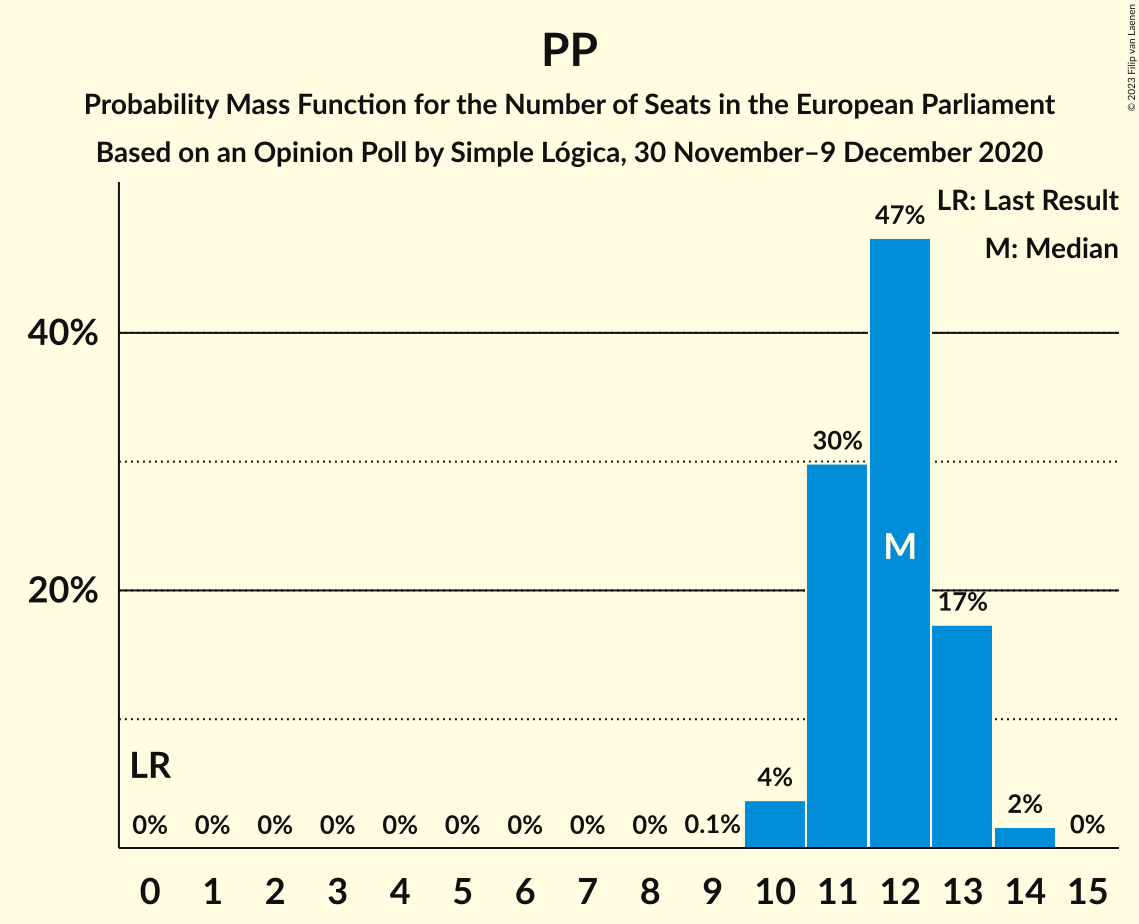 PP
Probability Mass Function for the Number of Seats in the European Parliament
Based on an Opinion Poll by Simple Lógica, 30 November–9 December 2020
© 2023 Filip van Laenen
LR: Last Result
M: Median
47%
40%
30%
M
20%
17%
LR
4%
2%
0% 0% 0% 0% 0% 0% 0% 0% 0% 0.1% 0%
0 1 2 3 4 5 6 7 8 9 10 11 12 13 14 15